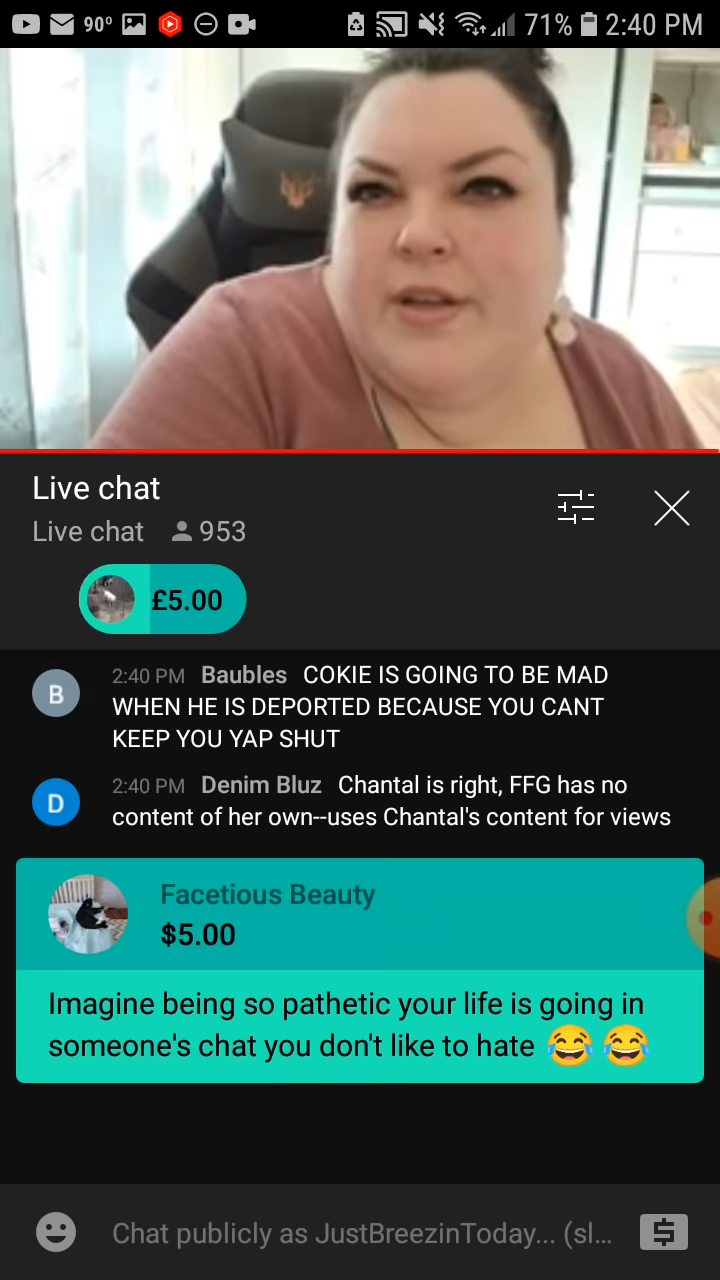 90° 71% 2:40 PM
Live chat
Live chat 953
£5.00
B 2:40 PM Baubles COKIE IS GOING TO BE MAD
WHEN HE IS DEPORTED BECAUSE YOU CANT
KEEP YOU YAP SHUT
D 2:40 PM Denim Bluz Chantal is right, FFG has no
content of her own--uses Chantal's content for views
Facetious Beauty
$5.00
Imagine being so pathetic your life is going in
someone's chat you don't like to hate 😂 😂
Chat publicly as JustBreezinToday... (sl...